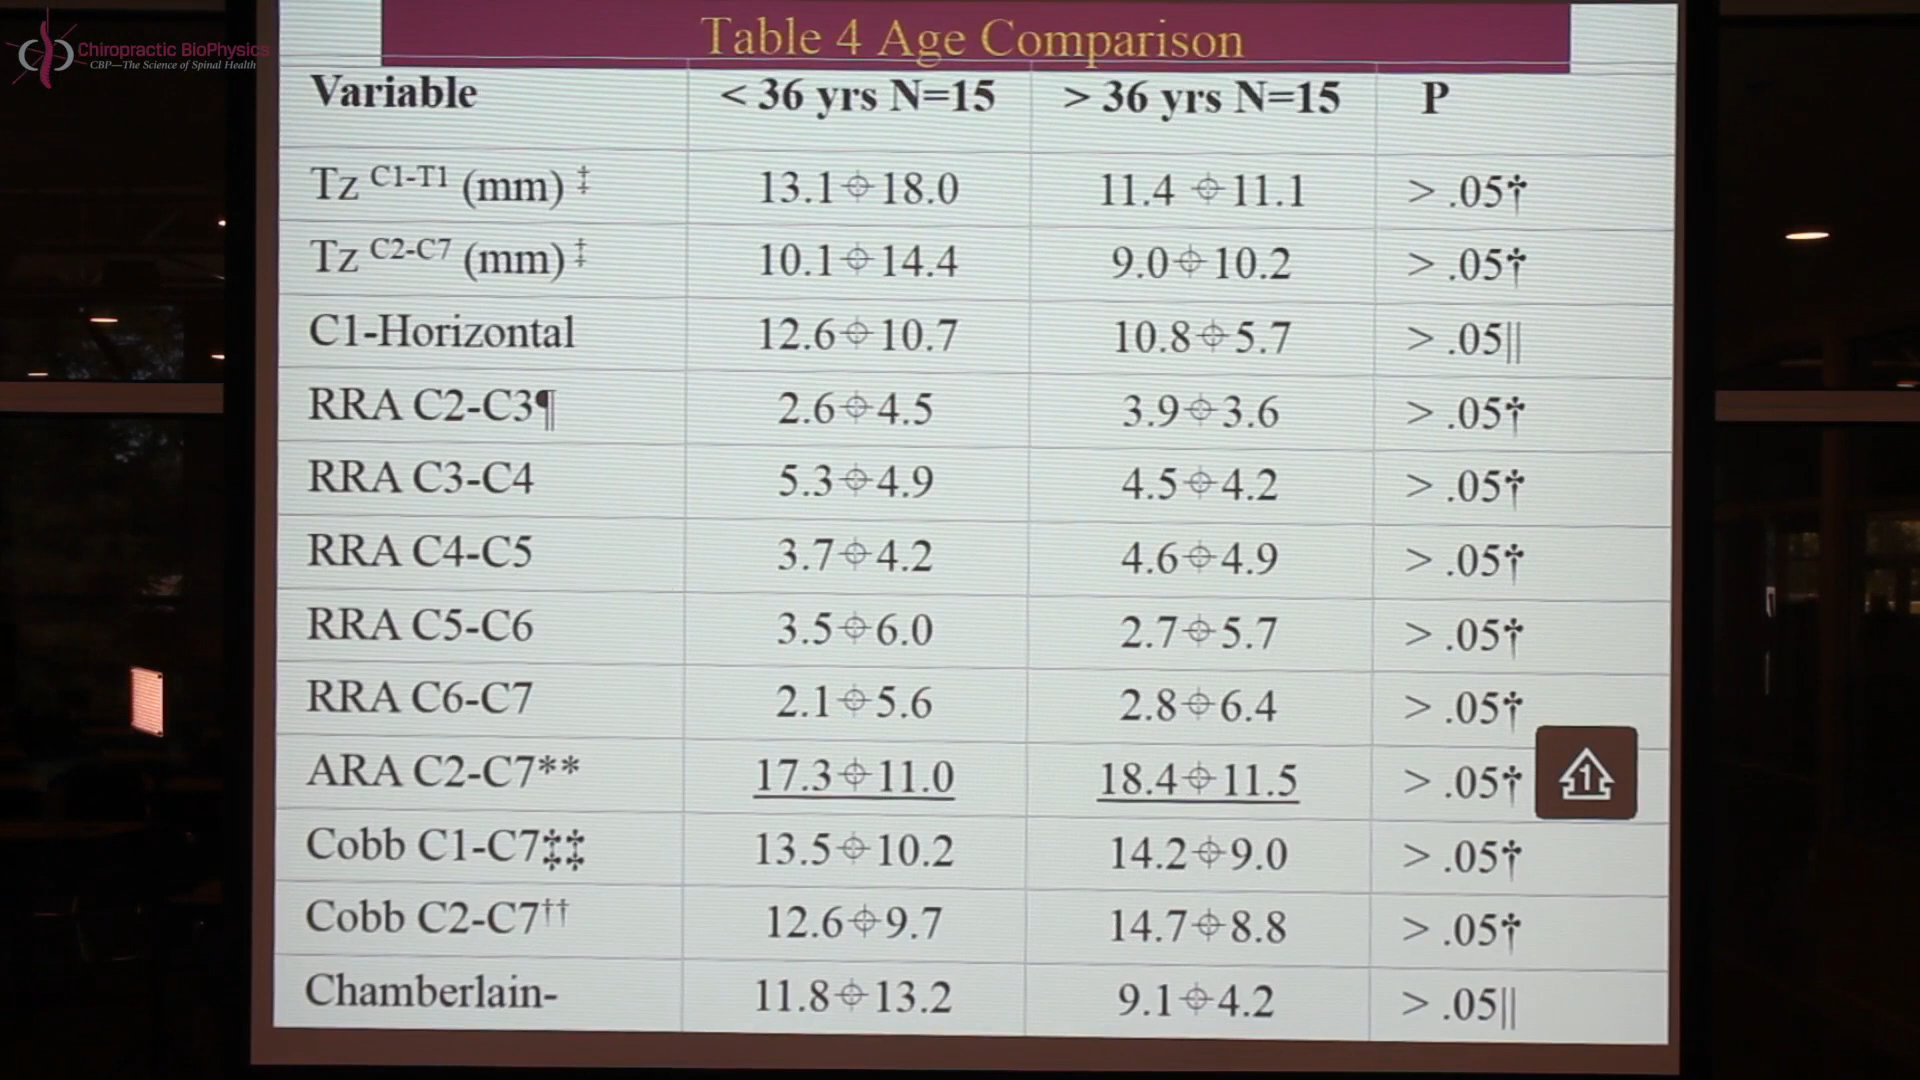 Chiropractic BioPhysics
CBP—The Science of Spinal Health
Table 4 Age Comparison
Variable < 36 yrs N=15 > 36 yrs N=15 P
Tz C1-T1 (mm) ‡ 13.1⌖18.0 11.4 ⌖11.1 > .05†
Tz C2-C7 (mm) ‡ 10.1⌖14.4 9.0⌖10.2 > .05†
C1-Horizontal 12.6⌖10.7 10.8⌖5.7 > .05||
RRA C2-C3¶ 2.6⌖4.5 3.9⌖3.6 > .05†
RRA C3-C4 5.3⌖4.9 4.5⌖4.2 > .05†
RRA C4-C5 3.7⌖4.2 4.6⌖4.9 > .05†
RRA C5-C6 3.5⌖6.0 2.7⌖5.7 > .05†
RRA C6-C7 2.1⌖5.6 2.8⌖6.4 > .05†
ARA C2-C7** 17.3⌖11.0 18.4⌖11.5 > .05†
1
Cobb C1-C7‡‡ 13.5⌖10.2 14.2⌖9.0 > .05†
Cobb C2-C7†† 12.6⌖9.7 14.7⌖8.8 > .05†
Chamberlain- 11.8⌖13.2 9.1⌖4.2 > .05||